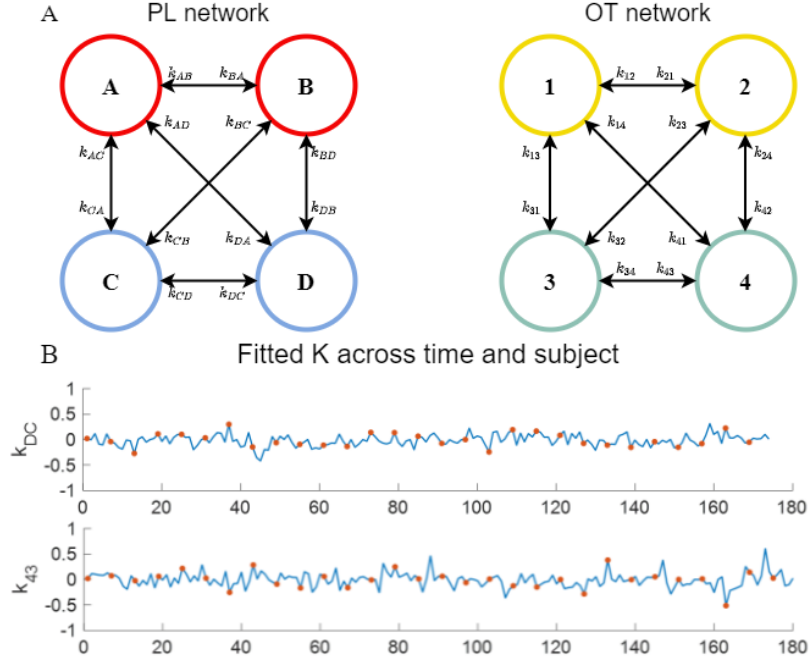 A PL network OT network
A k_AB k_BA B 1 k_12 k_21 2
k_AD k_BC k_14 k_23
k_AC k_BD k_13 k_24
k_CA k_DB k_31 k_42
k_CB k_DA k_32 k_41
C k_CD k_DC D 3 k_34 k_43 4
B Fitted K across time and subject
k_DC
1
0.5
0
-0.5
-1
0 20 40 60 80 100 120 140 160 180
k_43
1
0.5
0
-0.5
-1
0 20 40 60 80 100 120 140 160 180